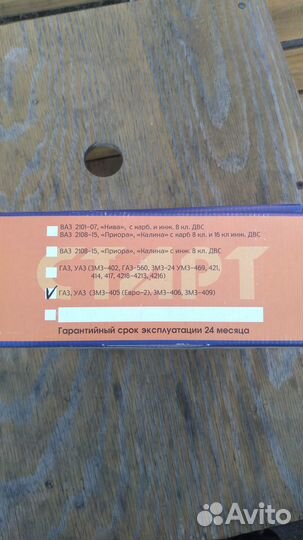 ВАЗ 2101-07, «Нива», с карб. и инж. 8 кл. ДВС
ВАЗ 2108-15, «Приора», «Калина» с карб 8 кл. и 16 кл инж. ДВС
ВАЗ 2108-15, «Приора», «Калина» с инж. 8 кл. ДВС
СПОРТ
ГАЗ, УАЗ (ЗМЗ-402, ГАЗ-560, ЗМЗ-24 УМЗ-469, 421,
414, 417, 4218-4213, 4216)
ГАЗ, УАЗ (ЗМЗ-405 (Евро-2), ЗМЗ-406, ЗМЗ-409)
Гарантийный срок эксплуатации 24 месяца
Avito